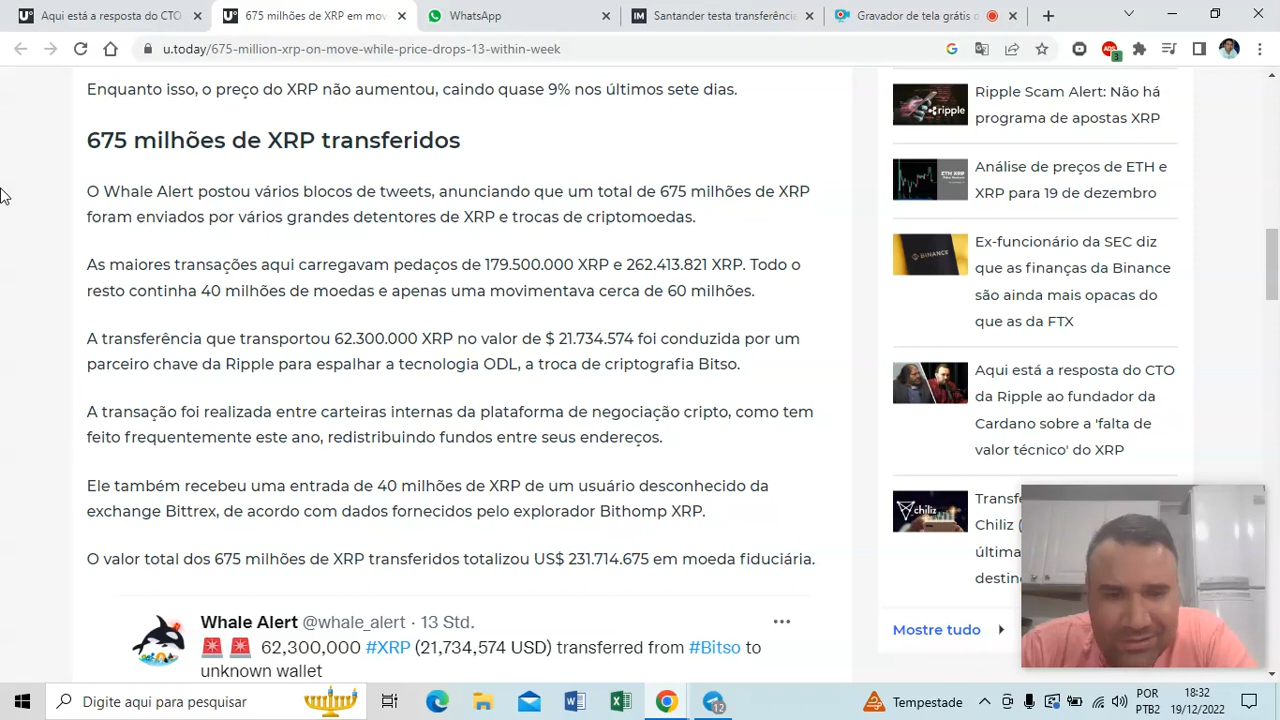 Aqui está a resposta do CTO
675 milhões de XRP em mov
WhatsApp
Santander testa transferência
Gravador de tela grátis o
u.today/675-million-xrp-on-move-while-price-drops-13-within-week
Enquanto isso, o preço do XRP não aumentou, caindo quase 9% nos últimos sete dias.
675 milhões de XRP transferidos
O Whale Alert postou vários blocos de tweets, anunciando que um total de 675 milhões de XRP
foram enviados por vários grandes detentores de XRP e trocas de criptomoedas.
As maiores transações aqui carregavam pedaços de 179.500.000 XRP e 262.413.821 XRP. Todo o
resto continha 40 milhões de moedas e apenas uma movimentava cerca de 60 milhões.
A transferência que transportou 62.300.000 XRP no valor de $ 21.734.574 foi conduzida por um
parceiro chave da Ripple para espalhar a tecnologia ODL, a troca de criptografia Bitso.
A transação foi realizada entre carteiras internas da plataforma de negociação cripto, como tem
feito frequentemente este ano, redistribuindo fundos entre seus endereços.
Ele também recebeu uma entrada de 40 milhões de XRP de um usuário desconhecido da
exchange Bittrex, de acordo com dados fornecidos pelo explorador Bithomp XRP.
O valor total dos 675 milhões de XRP transferidos totalizou US$ 231.714.675 em moeda fiduciária.
Whale Alert @whale_alert · 13 Std.
62,300,000 #XRP (21,734,574 USD) transferred from #Bitso to
unknown wallet
ripple
Ripple Scam Alert: Não há
programa de apostas XRP
ETH XRP
Análise de preços de ETH e
XRP para 19 de dezembro
BINANCE
Ex-funcionário da SEC diz
que as finanças da Binance
são ainda mais opacas do
que as da FTX
Aqui está a resposta do CTO
da Ripple ao fundador da
Cardano sobre a 'falta de
valor técnico' do XRP
chiliz
Transf
Chiliz (
última
destin
Mostre tudo
Digite aqui para pesquisar
12
Tempestade
POR
PTB2
18:32
19/12/2022